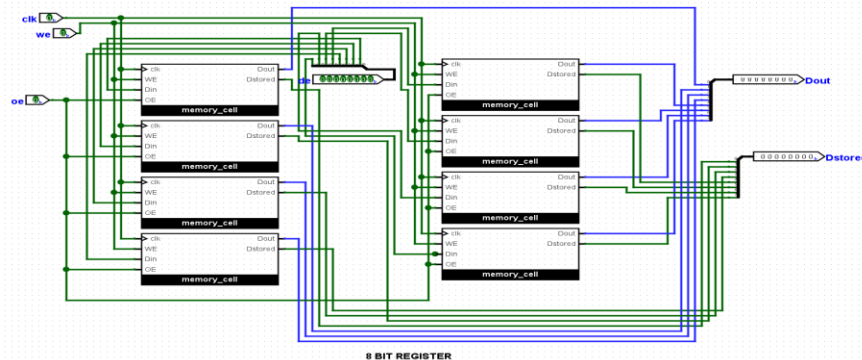 clk
we
oe
de
clk
WE
Din
OE
Dout
Dstored
memory_cell
clk
WE
Din
OE
Dout
Dstored
memory_cell
clk
WE
Din
OE
Dout
Dstored
memory_cell
clk
WE
Din
OE
Dout
Dstored
memory_cell
clk
WE
Din
OE
Dout
Dstored
memory_cell
clk
WE
Din
OE
Dout
Dstored
memory_cell
clk
WE
Din
OE
Dout
Dstored
memory_cell
clk
WE
Din
OE
Dout
Dstored
memory_cell
Dout
Dstore
8 BIT REGISTER